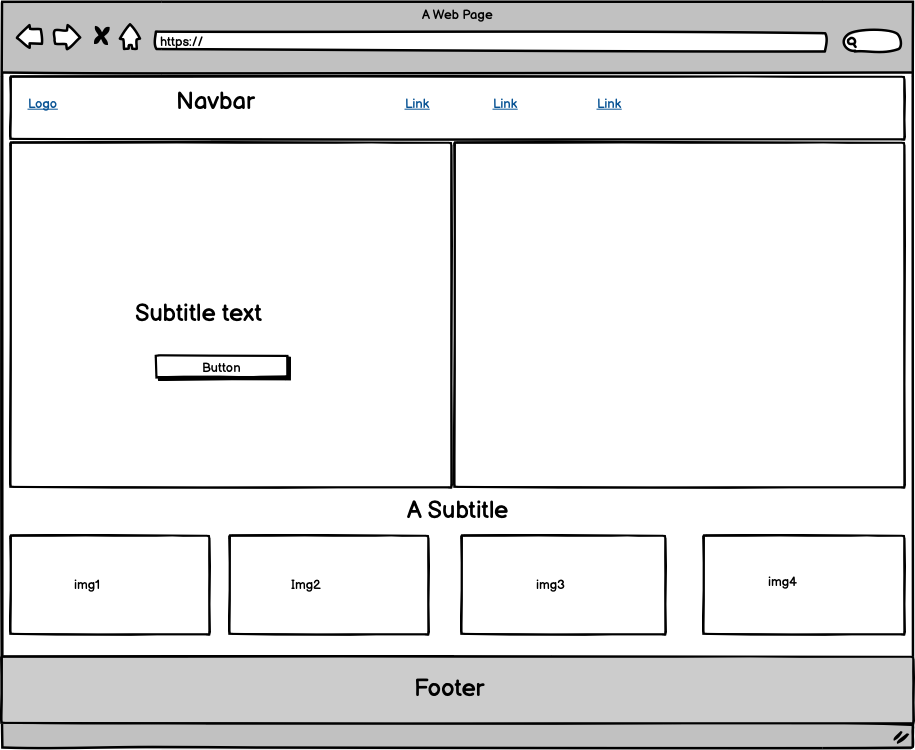 A Web Page
https://
Logo
Navbar
Link
Link
Link
Subtitle text
Button
A Subtitle
img1
Img2
img3
img4
Footer